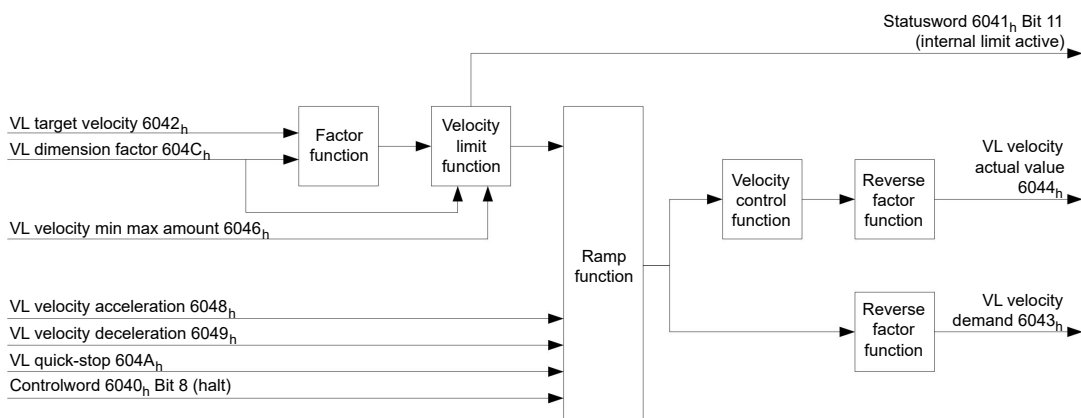 Statusword 6041h Bit 11
(internal limit active)
VL target velocity 6042h
VL dimension factor 604Ch
Factor
function
Velocity
limit
function
VL velocity min max amount 6046h
Ramp
function
Velocity
control
function
Reverse
factor
function
VL velocity
actual value
6044h
VL velocity acceleration 6048h
VL velocity deceleration 6049h
VL quick-stop 604Ah
Controlword 6040h Bit 8 (halt)
Reverse
factor
function
VL velocity
demand 6043h